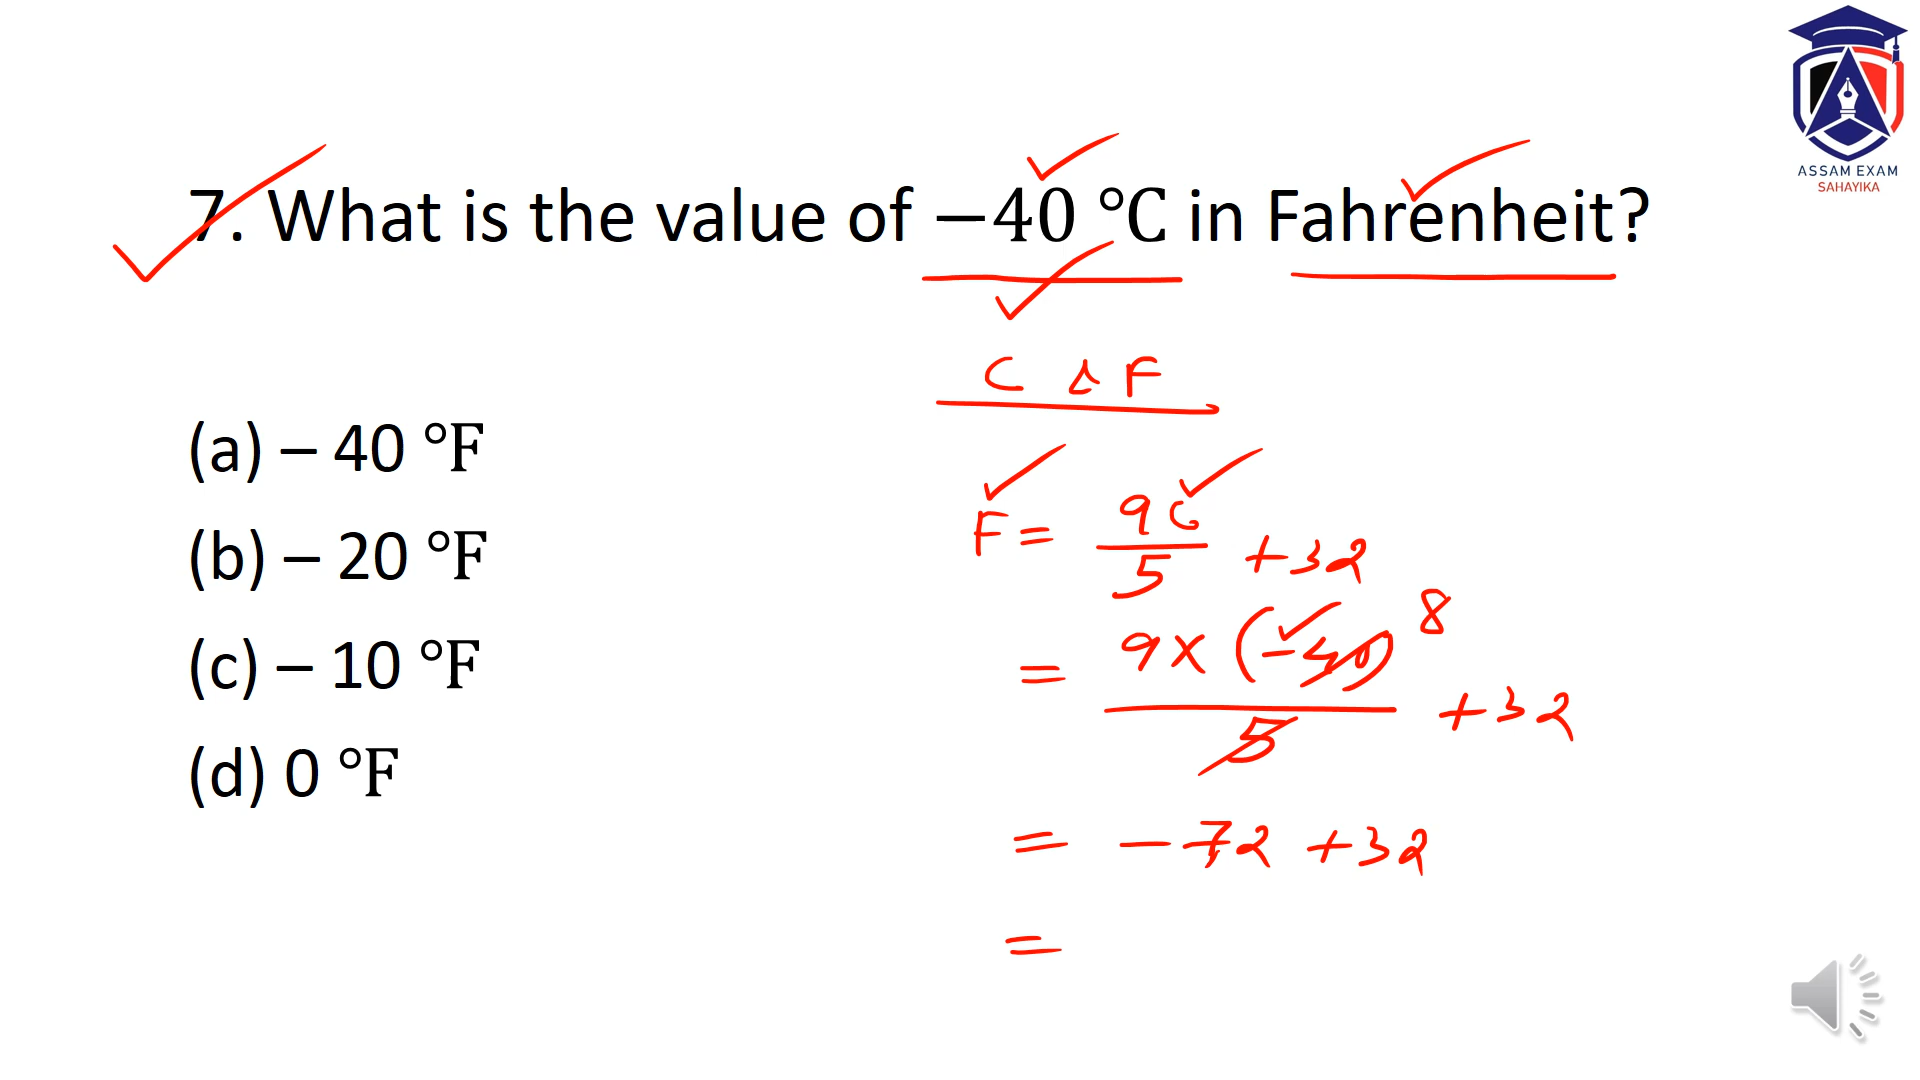 ASSAM EXAM
SAHAYIKA
7. What is the value of −40 °C in Fahrenheit?
C & F
(a) – 40 °F
(b) – 20 °F
(c) – 10 °F
(d) 0 °F
F = 9C/5 + 32
= 9 × (−40) 8 / 5 + 32
= −72 + 32
=